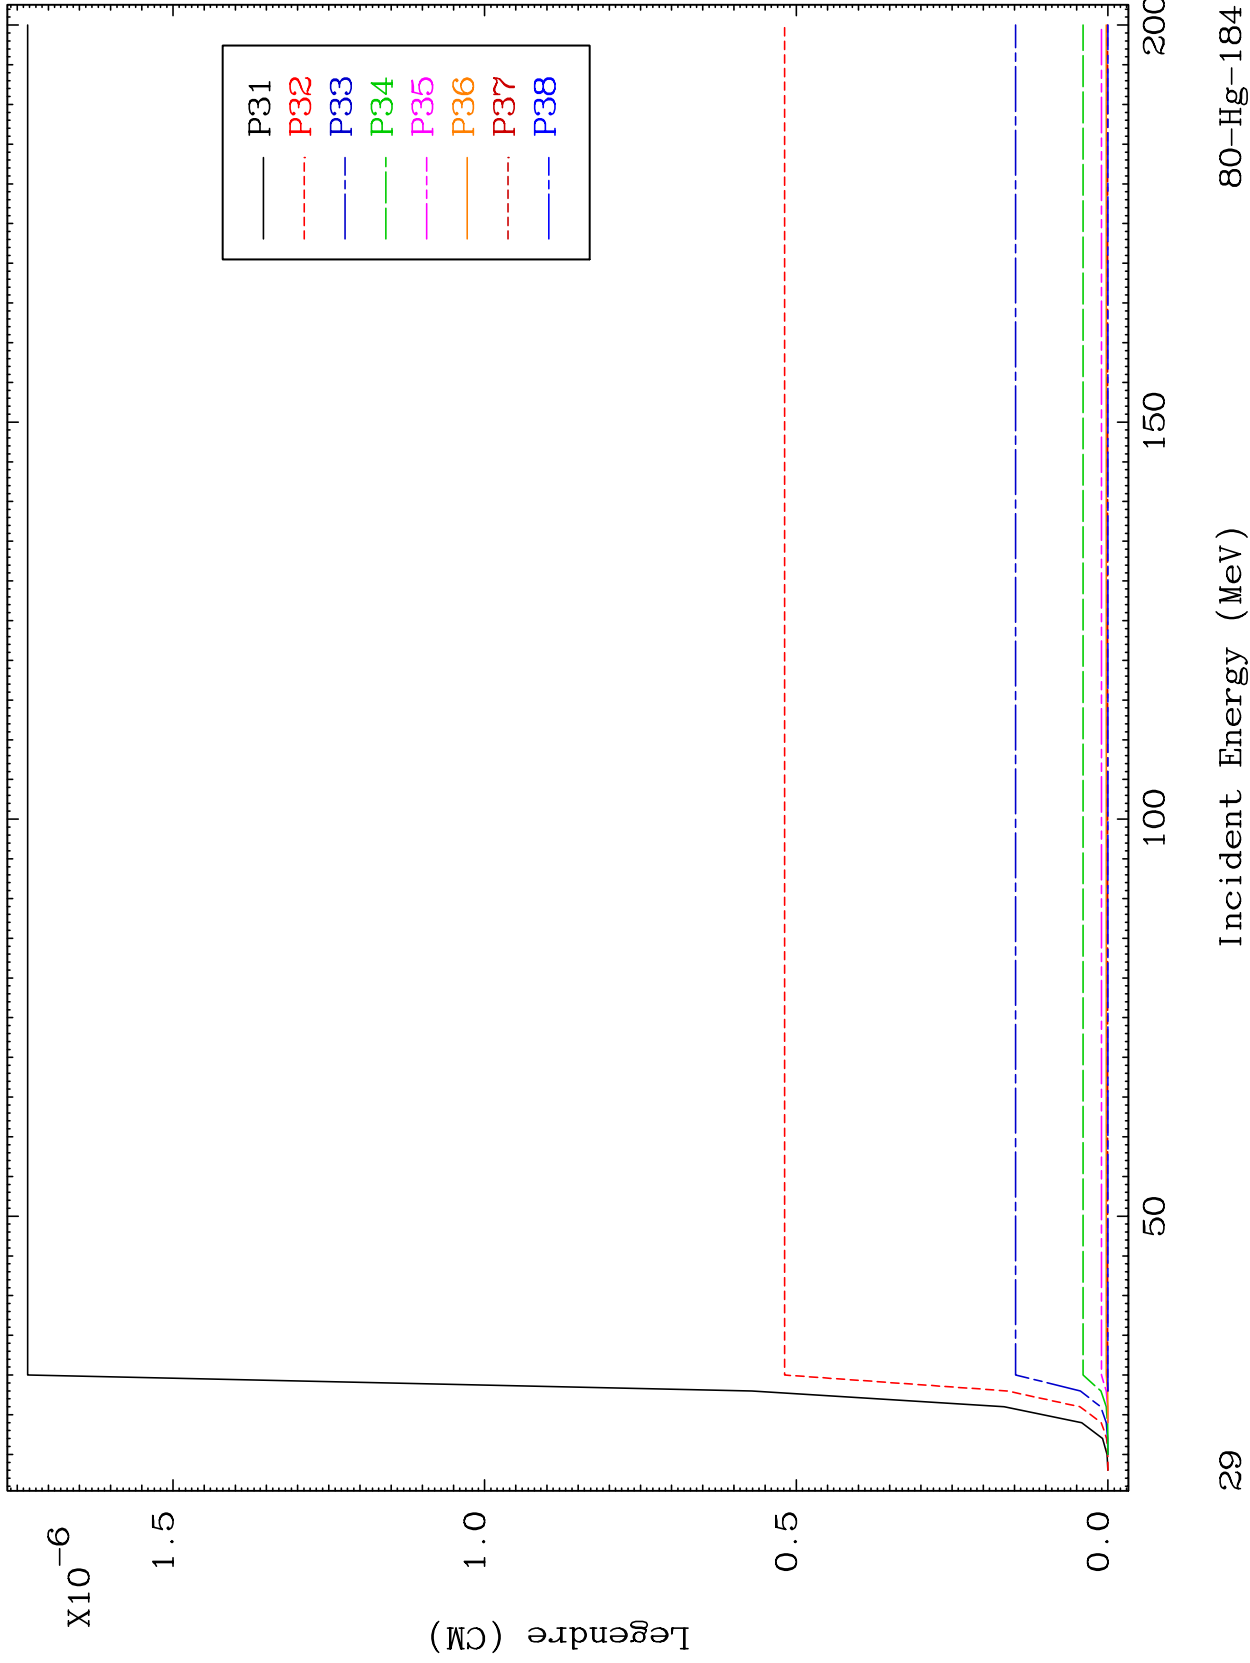 X10-6
Legendre (CM)
1.5
1.0
0.5
0.0
P31
P32
P33
P34
P35
P36
P37
P38
50
100
150
200
Incident Energy (MeV)
29
80-Hg-184